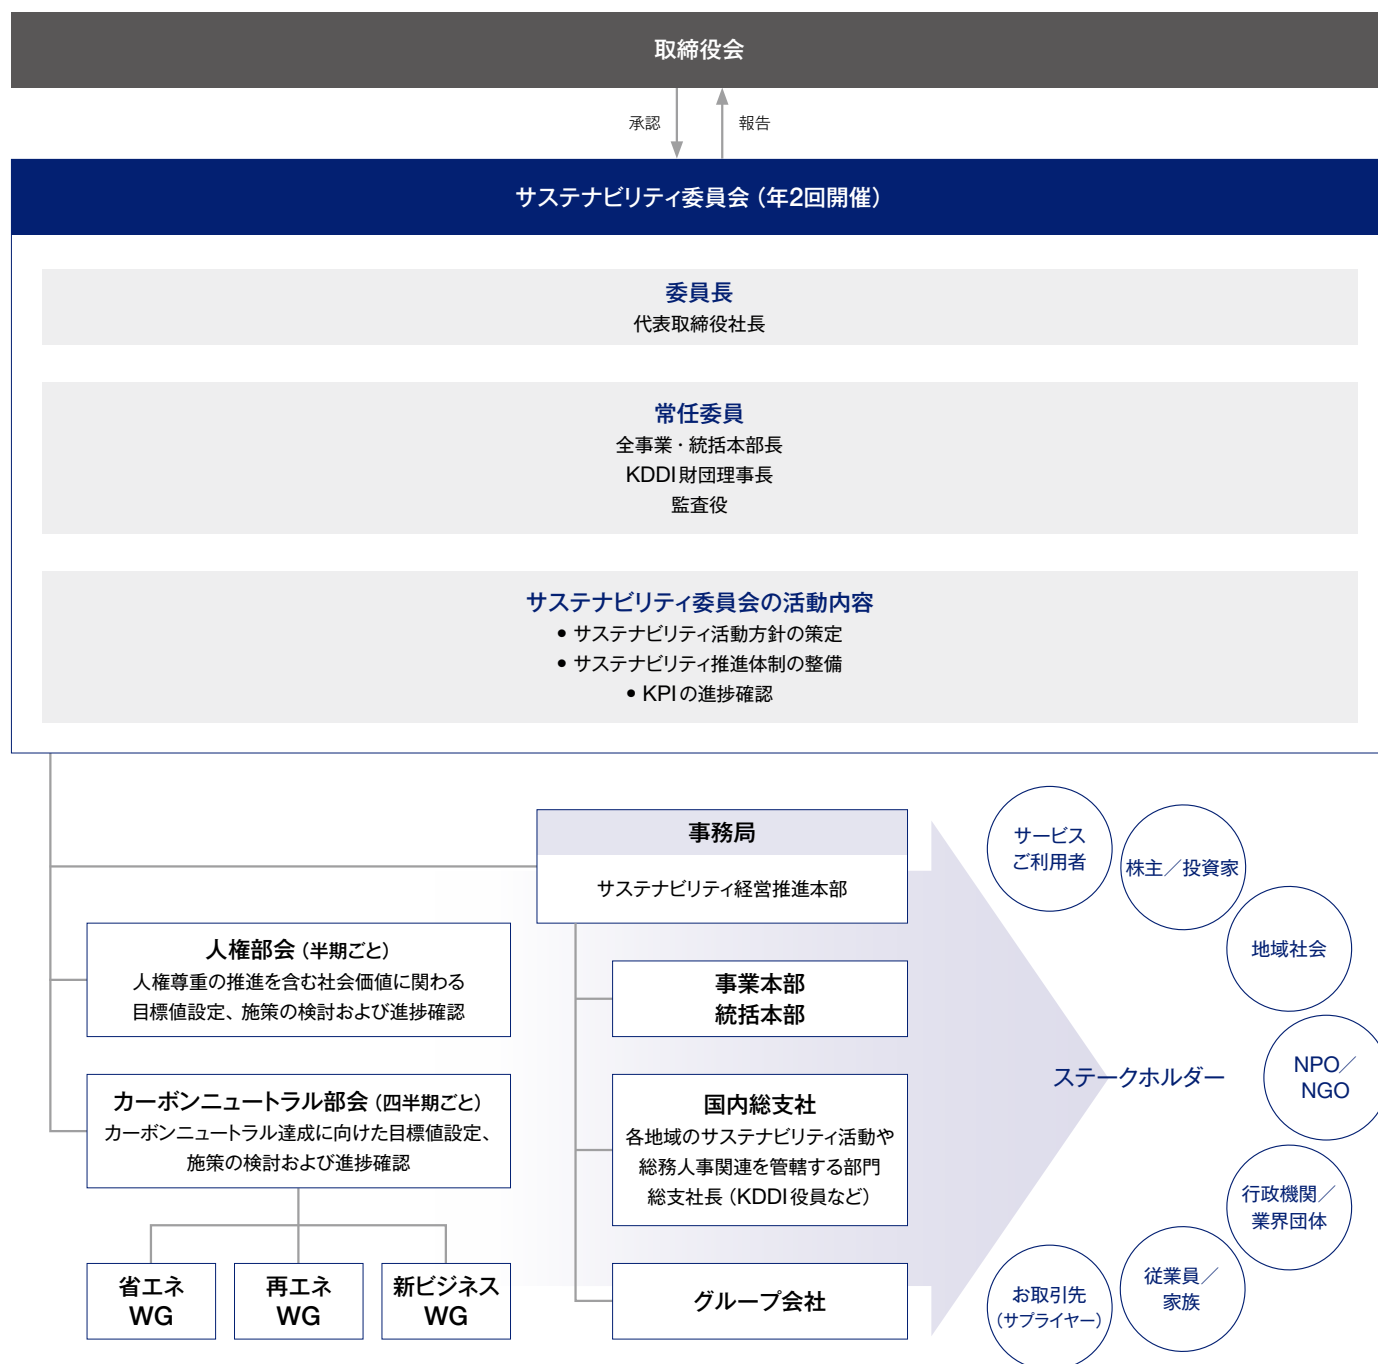 取締役会
承認
報告
サステナビリティ委員会（年2回開催）
委員長
代表取締役社長
常任委員
全事業・統括本部長
KDDI財団理事長
監査役
サステナビリティ委員会の活動内容
• サステナビリティ活動方針の策定
• サステナビリティ推進体制の整備
• KPIの進捗確認
事務局
サステナビリティ経営推進本部
人権部会（半期ごと）
人権尊重の推進を含む社会価値に関わる
目標値設定、施策の検討および進捗確認
カーボンニュートラル部会（四半期ごと）
カーボンニュートラル達成に向けた目標値設定、
施策の検討および進捗確認
省エネ
WG
再エネ
WG
新ビジネス
WG
事業本部
統括本部
国内総支社
各地域のサステナビリティ活動や
総務人事関連を管轄する部門
総支社長（KDDI役員など）
グループ会社
ステークホルダー
サービス
ご利用者
株主／投資家
地域社会
NPO／
NGO
行政機関／
業界団体
従業員／
家族
お取引先
（サプライヤー）